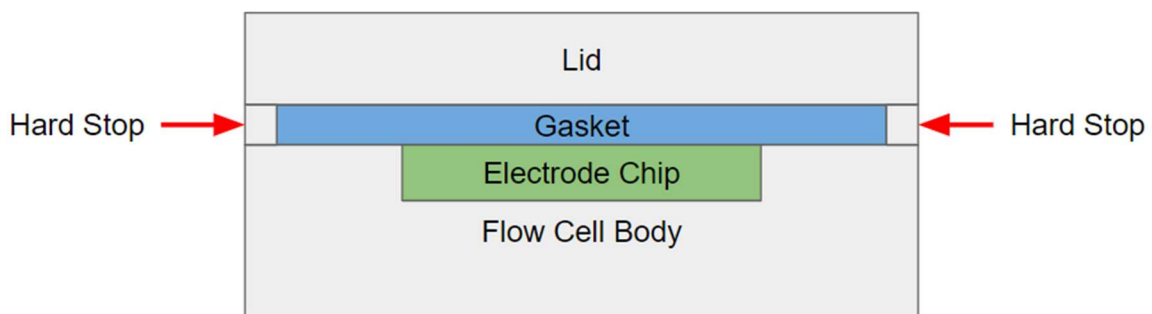 Lid
Hard Stop
Gasket
Hard Stop
Electrode Chip
Flow Cell Body